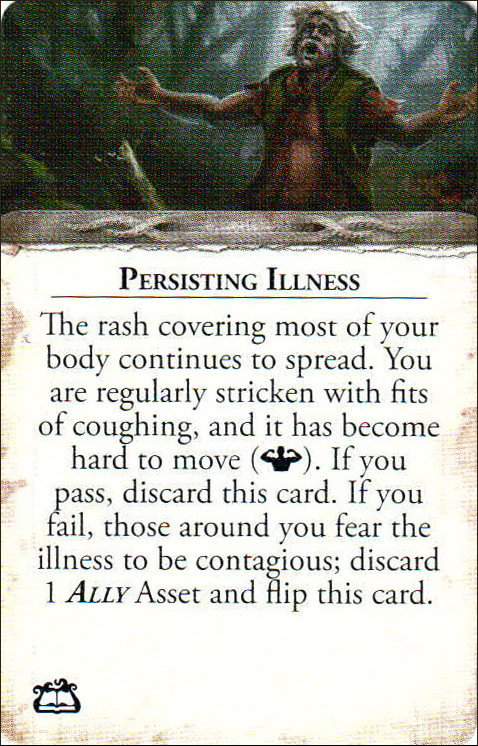 Persisting Illness
The rash covering most of your
body continues to spread. You
are regularly stricken with fits
of coughing, and it has become
hard to move ( ). If you
pass, discard this card. If you
fail, those around you fear the
illness to be contagious; discard
1 Ally Asset and flip this card.